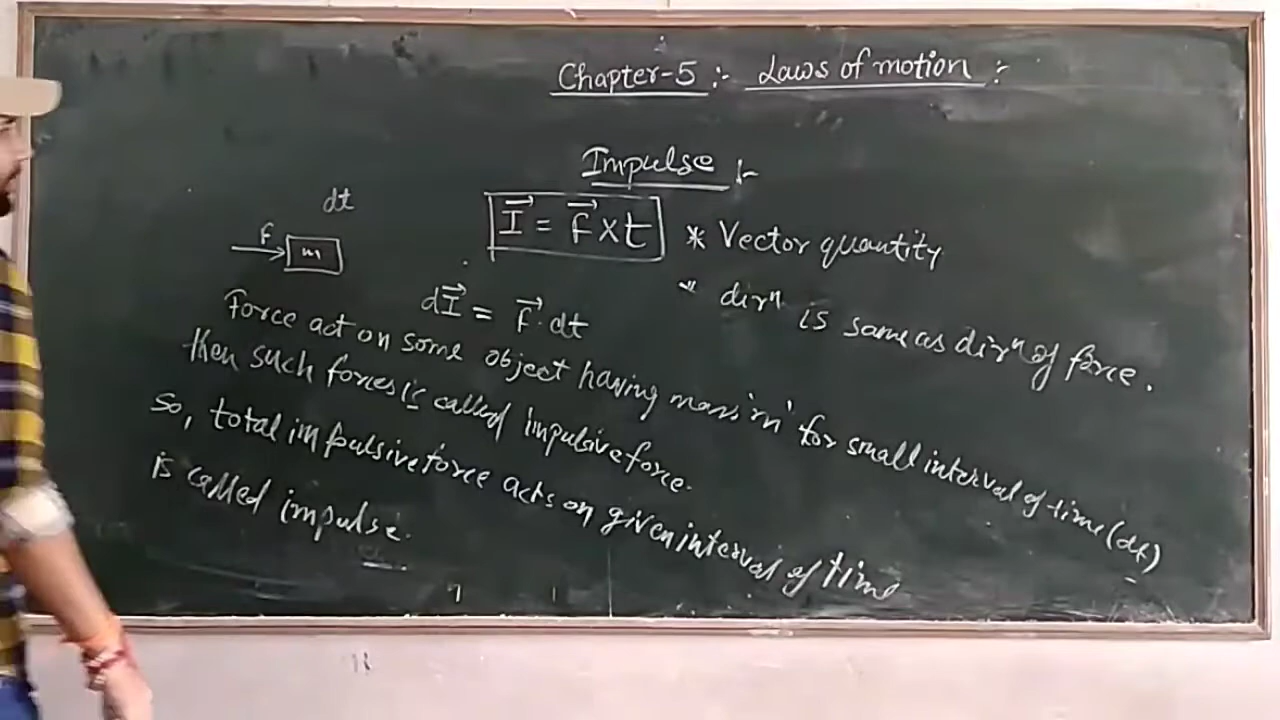 Chapter-5 :- Laws of motion :-
Impulse :-
dt
F
m
I⃗ = F⃗ x t
* Vector quantity
* dirⁿ is same as dirⁿ of force.
dI⃗ = F⃗. dt
Force act on some object having mass 'm' for small interval of time (dt)
then such forces is called impulsive force.
So, total impulsive force acts on given interval of time
is called impulse.